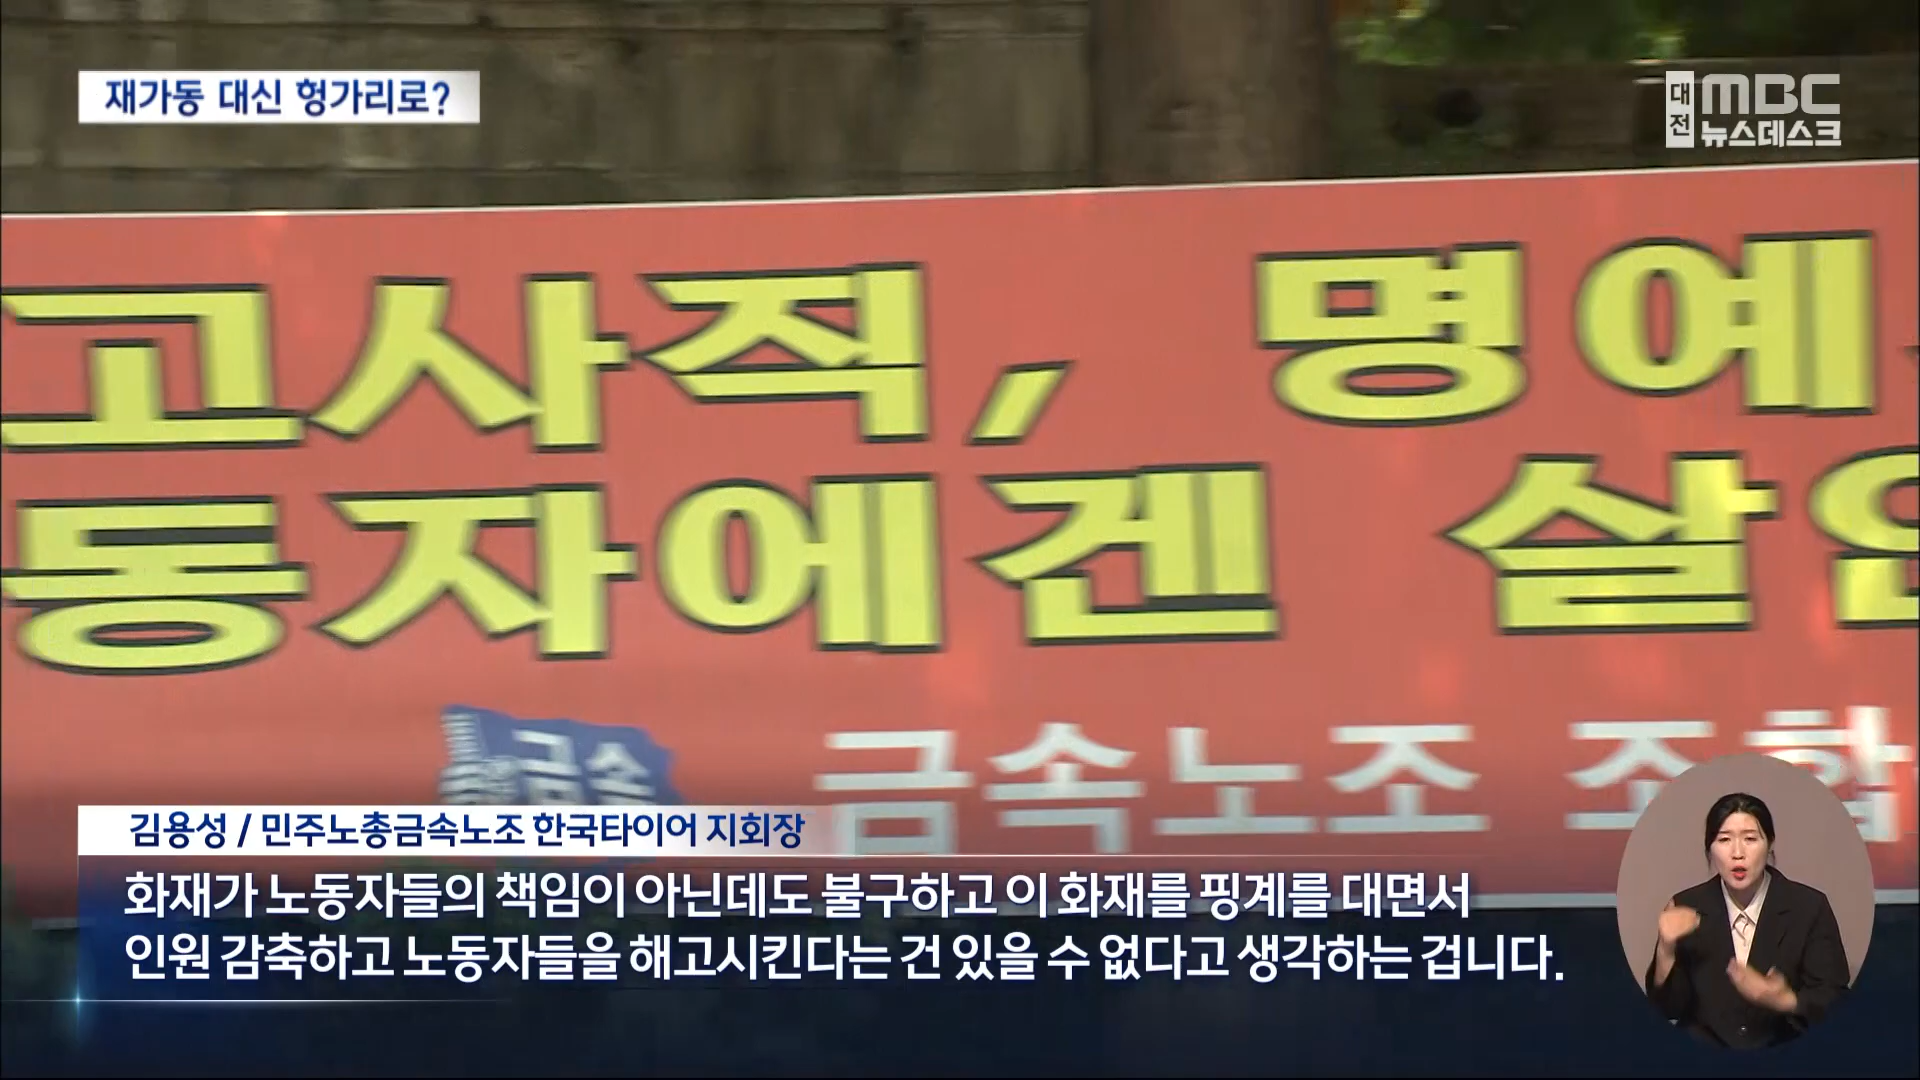 재가동 대신 헝가리로?
대전 MBC
뉴스데스크
고사직, 명예
동자에겐 살인
금속
금속노조 조합
김용성 / 민주노총금속노조 한국타이어 지회장
화재가 노동자들의 책임이 아닌데도 불구하고 이 화재를 핑계를 대면서
인원 감축하고 노동자들을 해고시킨다는 건 있을 수 없다고 생각하는 겁니다.